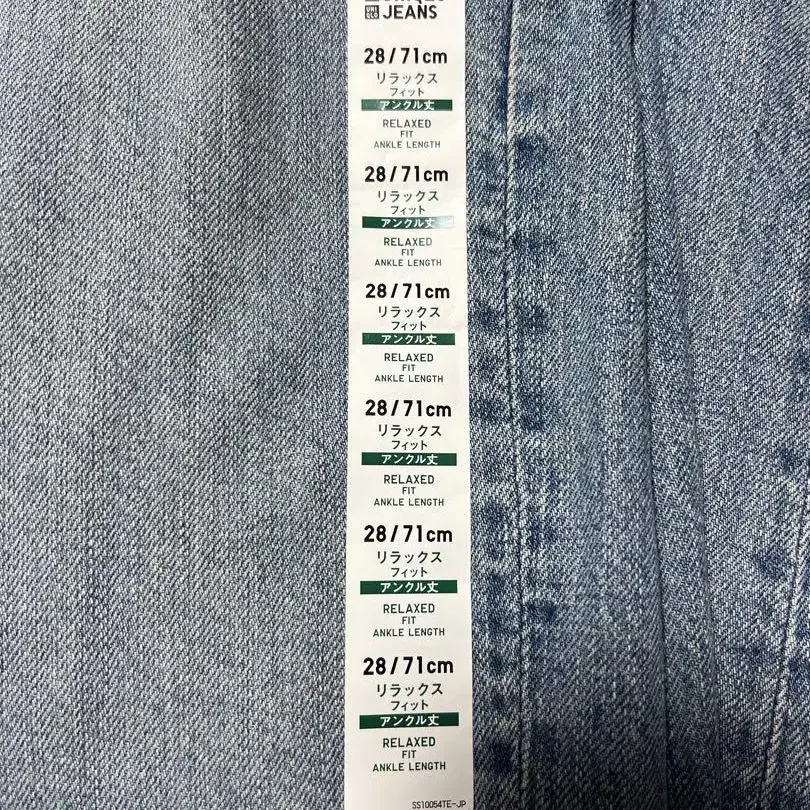 UNIQLO
UNI
QLO
JEANS
28/71cm
リラックス
フィット
アンクル丈
RELAXED
FIT
ANKLE LENGTH
28/71cm
リラックス
フィット
アンクル丈
RELAXED
FIT
ANKLE LENGTH
28/71cm
リラックス
フィット
アンクル丈
RELAXED
FIT
ANKLE LENGTH
28/71cm
リラックス
フィット
アンクル丈
RELAXED
FIT
ANKLE LENGTH
28/71cm
リラックス
フィット
アンクル丈
RELAXED
FIT
ANKLE LENGTH
28/71cm
リラックス
フィット
アンクル丈
RELAXED
FIT
ANKLE LENGTH
SS10054TE-JP